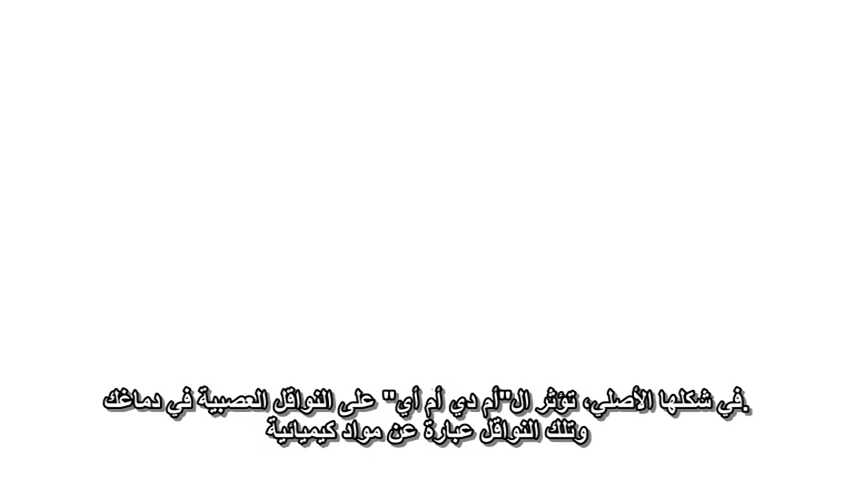 .في شكلها الأصلي، تؤثر ال"أم دي أم أي" على النواقل العصبية في دماغك
وتلك النواقل عبارة عن مواد كيميائية